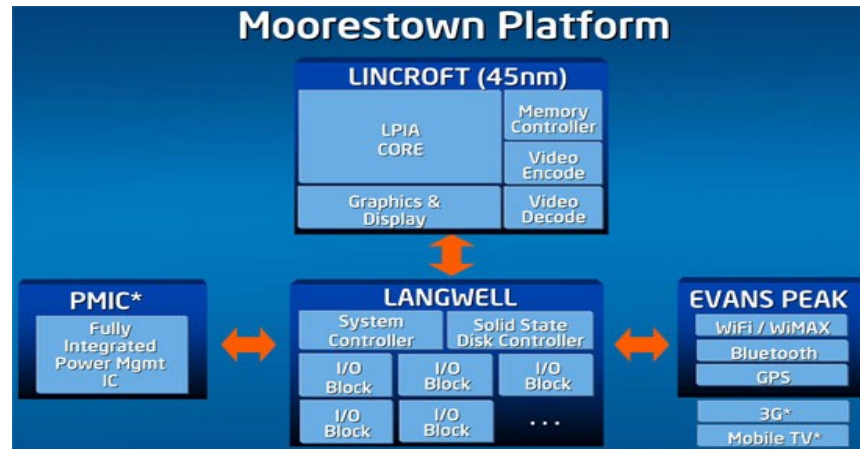 Moorestown Platform
LINCROFT (45nm)
LPIA
CORE
Memory
Controller
Video
Encode
Graphics &
Display
Video
Decode
PMIC*
Fully
Integrated
Power Mgmt
IC
LANGWELL
System
Controller
Solid State
Disk Controller
I/O
Block
I/O
Block
I/O
Block
I/O
Block
I/O
Block
...
EVANS PEAK
WiFi / WiMAX
Bluetooth
GPS
3G*
Mobile TV*